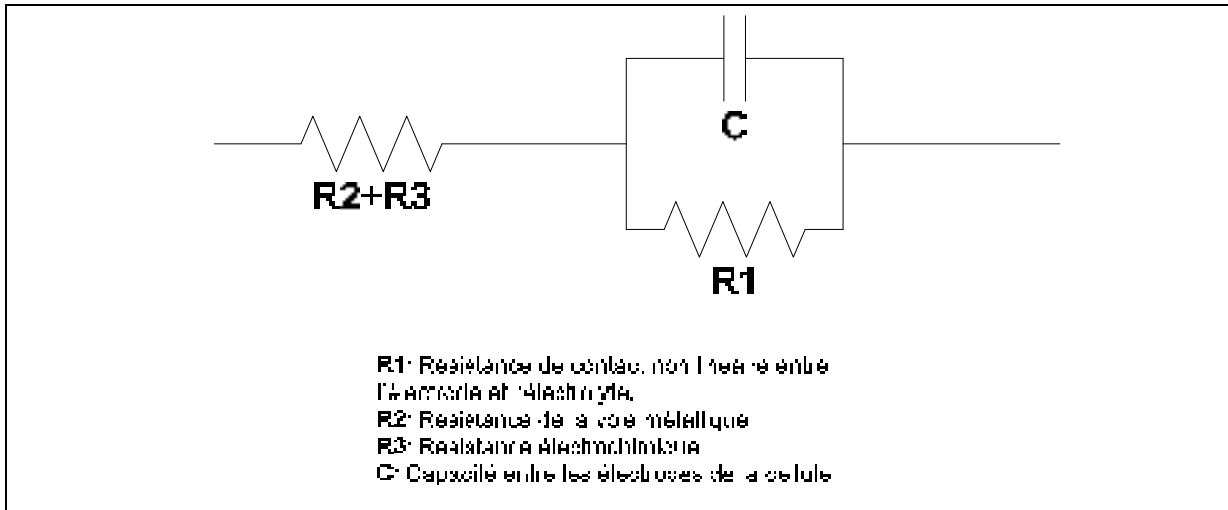 C
R2+R3
R1
R1: Résistance de contact non linéaire entre
l'électrode et l'électrolyte.
R2: Résistance de la voie métallique
R3: Résistance électrochimique
C: Capacité entre les électrodes de la cellule